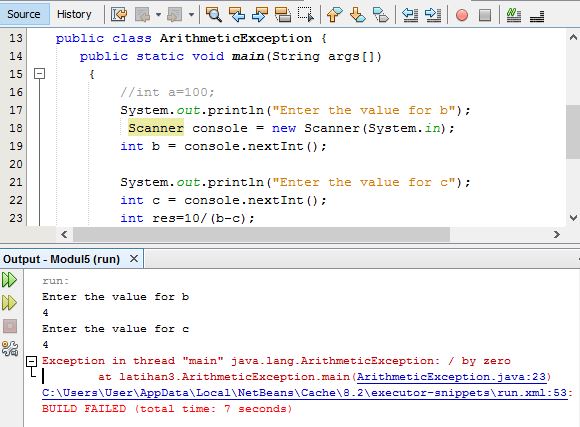 Source History
13 public class ArithmeticException {
14 public static void main(String args[])
15 {
16 //int a=100;
17 System.out.println("Enter the value for b");
18 Scanner console = new Scanner(System.in);
19 int b = console.nextInt();
20
21 System.out.println("Enter the value for c");
22 int c = console.nextInt();
23 int res=10/(b-c);
Output - Modul5 (run)
run:
Enter the value for b
4
Enter the value for c
4
Exception in thread "main" java.lang.ArithmeticException: / by zero
at latihan3.ArithmeticException.main(ArithmeticException.java:23)
C:\Users\User\AppData\Local\NetBeans\Cache\8.2\executor-snippets\run.xml:53:
BUILD FAILED (total time: 7 seconds)